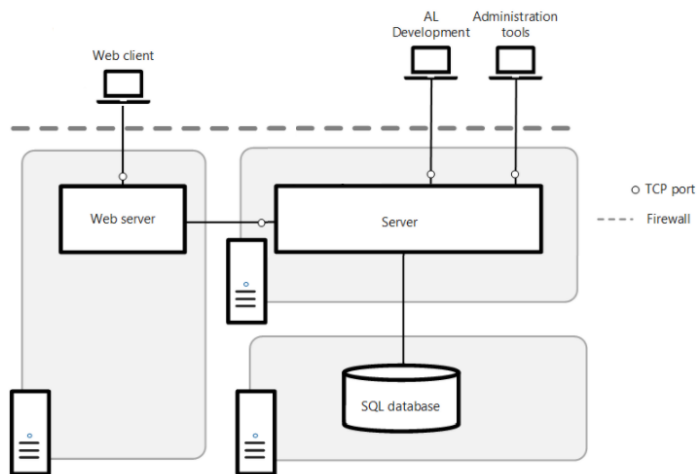 AL
Development
Administration
tools
Web client
Web server
Server
TCP port
Firewall
SQL database